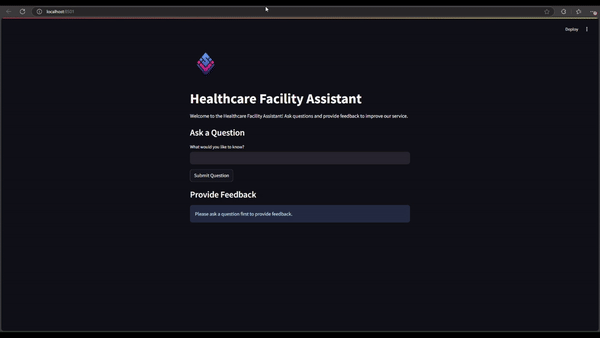 localhost:8501
Deploy
Healthcare Facility Assistant
Welcome to the Healthcare Facility Assistant! Ask questions and provide feedback to improve our service.
Ask a Question
What would you like to know?
Submit Question
Provide Feedback
Please ask a question first to provide feedback.